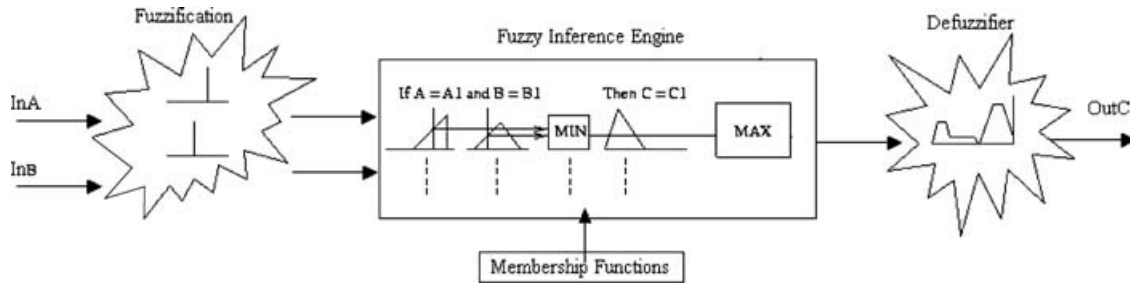 Fuzzification
Defuzzifier
Fuzzy Inference Engine
InA
If A = A1 and B = B1
Then C = C1
OutC
MIN
MAX
InB
Membership Functions